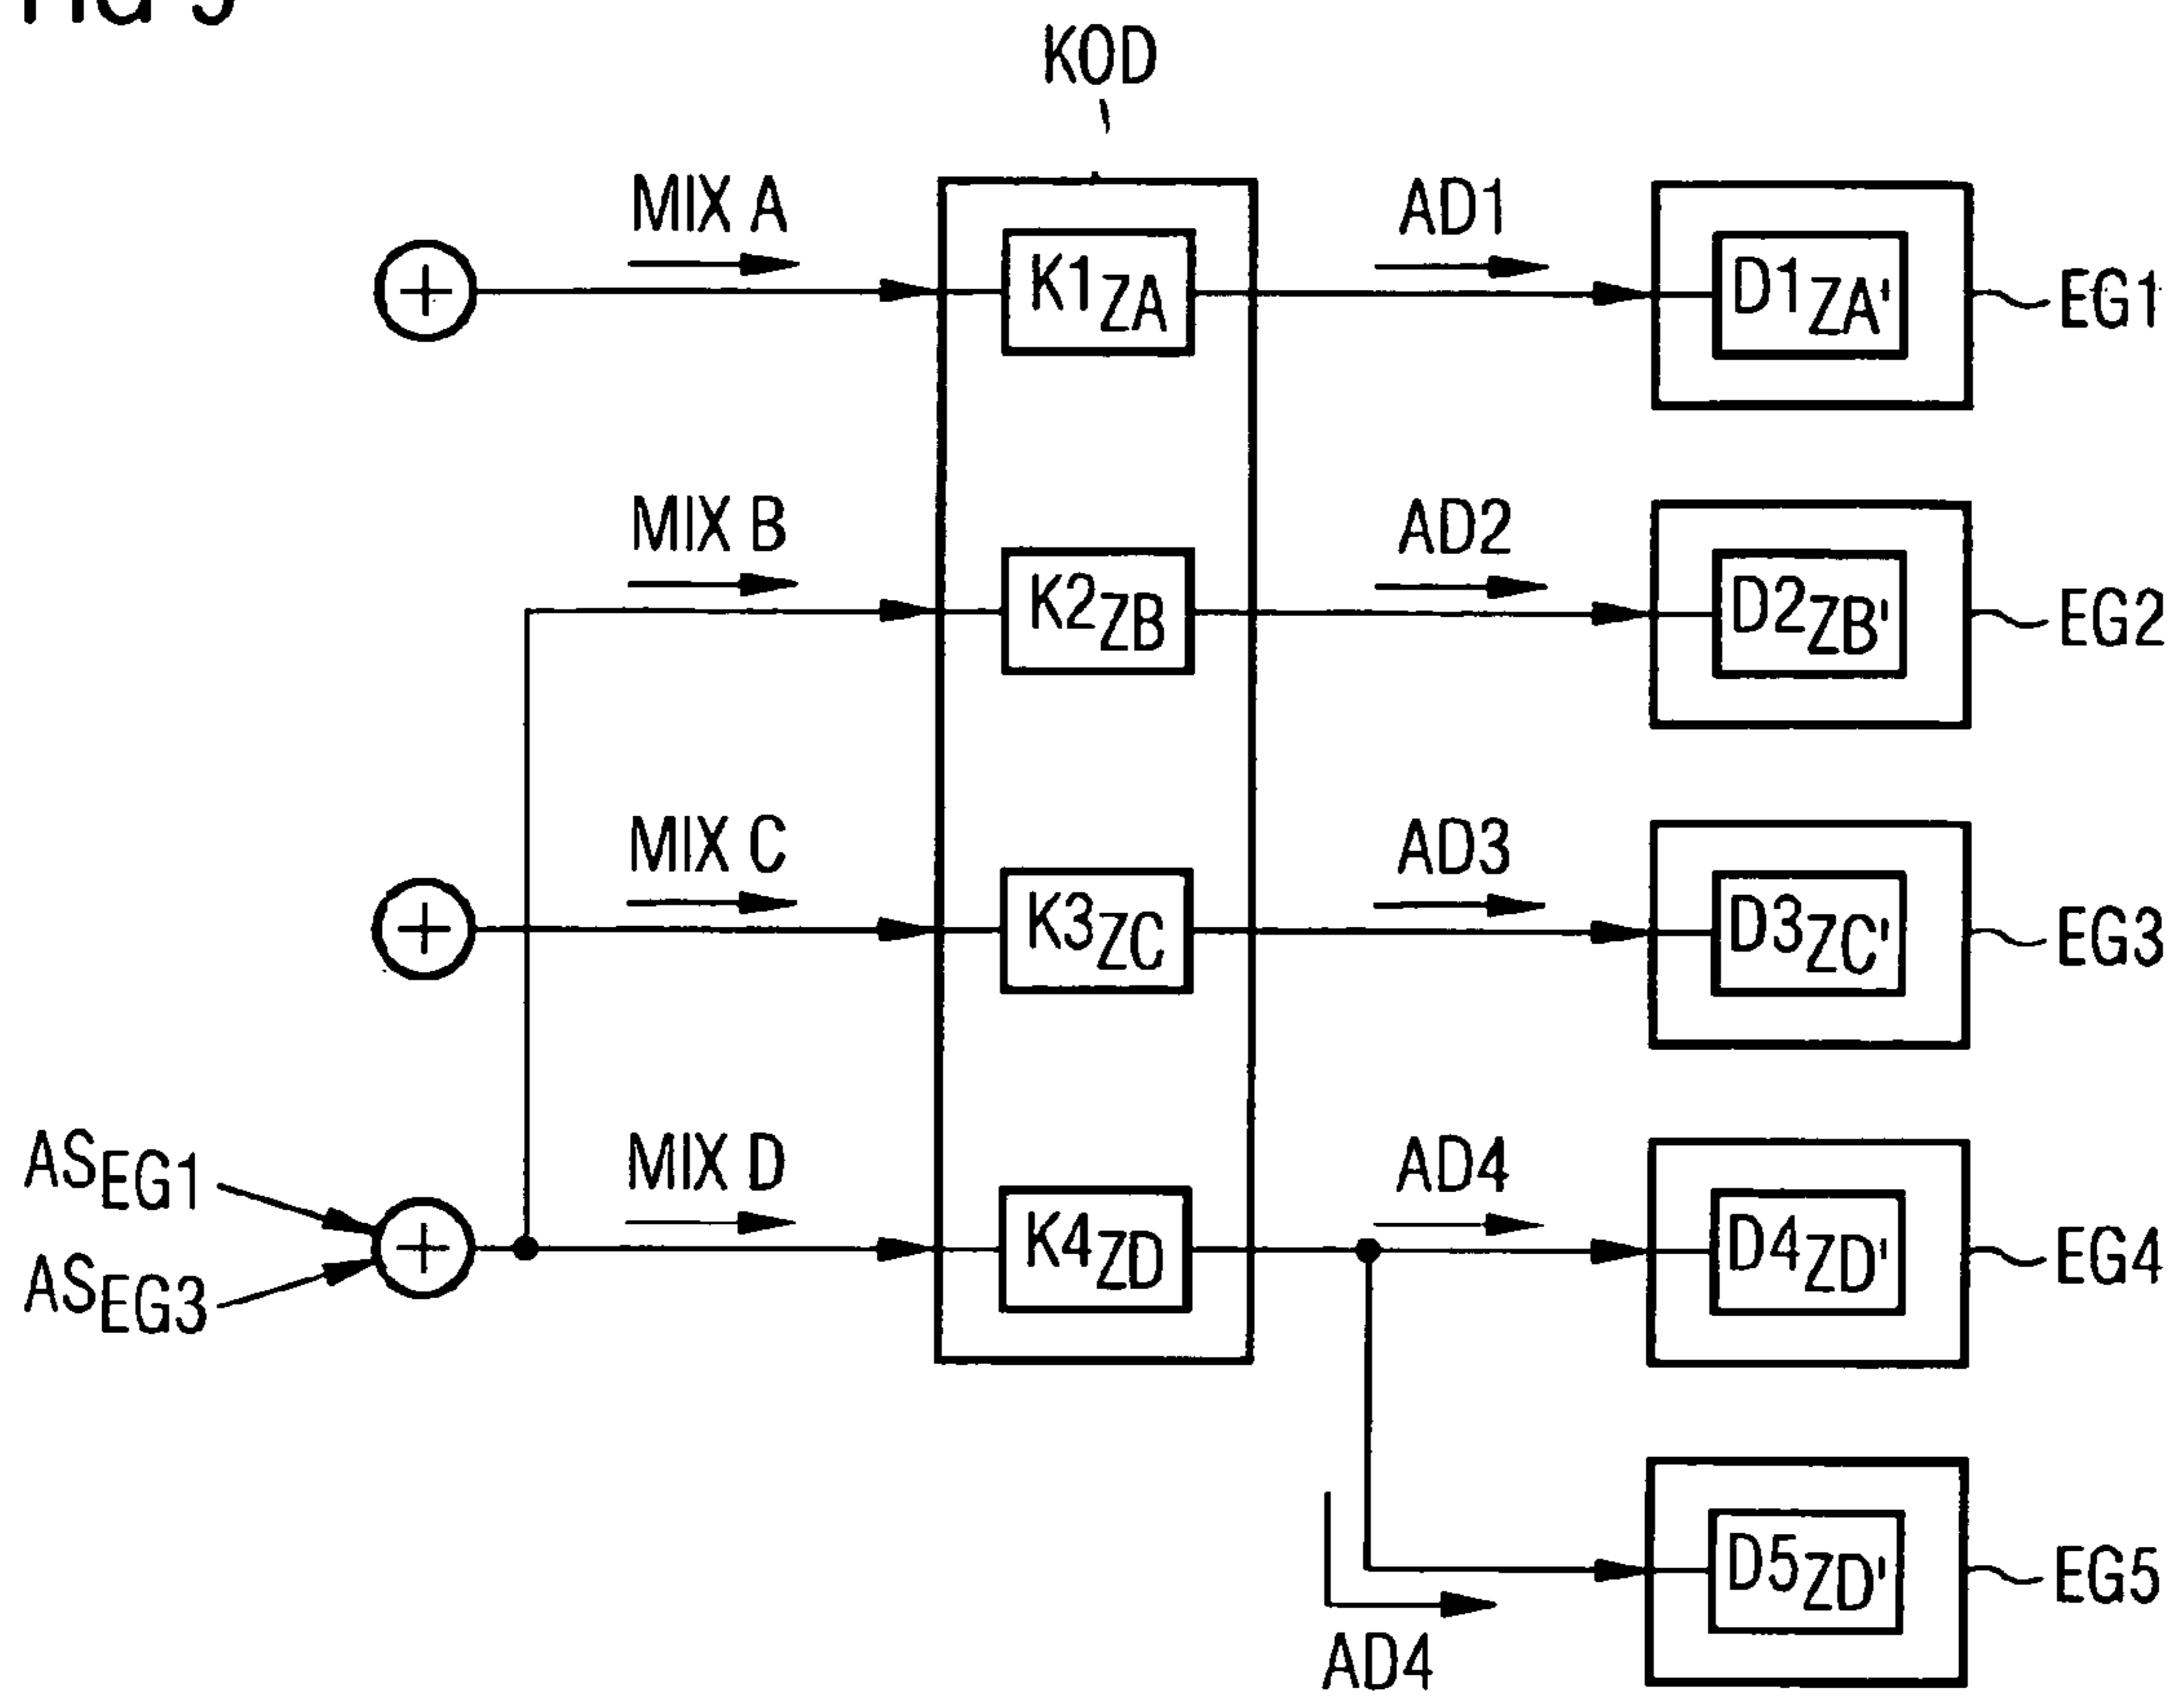 KOD
MIX A
AD1
K1ZA
D1ZA'
EG1
MIX B
AD2
K2ZB
D2ZB'
EG2
MIX C
AD3
K3ZC
D3ZC'
EG3
ASEG1
ASEG3
MIX D
AD4
K4ZD
D4ZD'
EG4
D5ZD'
EG5
AD4